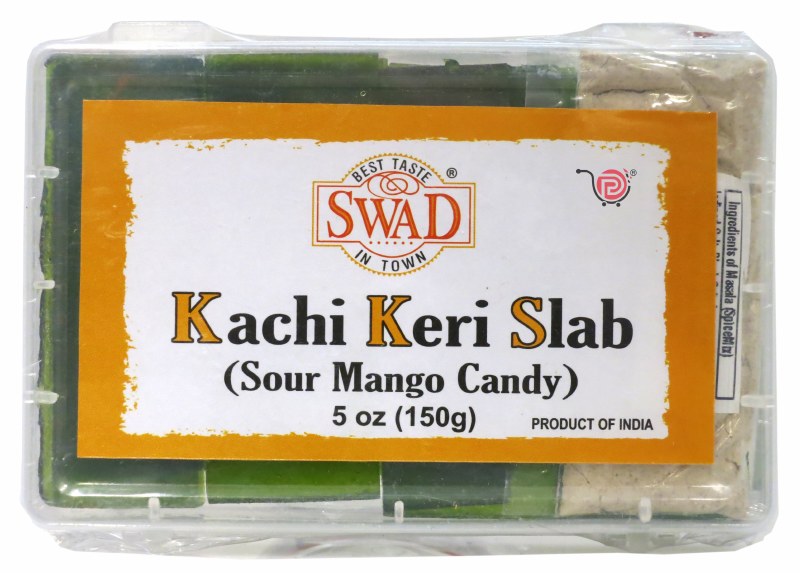 BEST TASTE
SWAD®
IN TOWN
®
Kachi Keri Slab
(Sour Mango Candy)
5 oz (150g)
PRODUCT OF INDIA
Ingredients of Masala (SpiceMix)